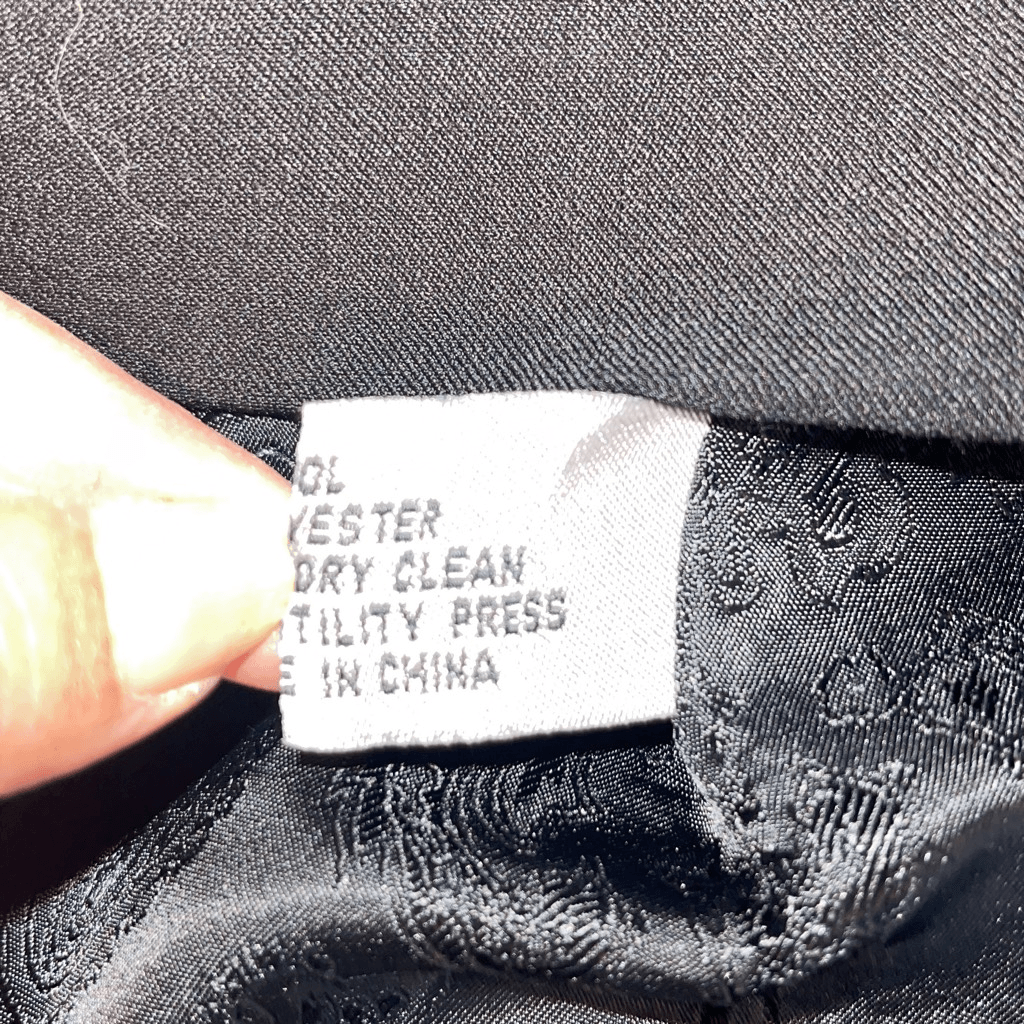 OL
YESTER
DRY CLEAN
TILITY PRESS
E IN CHINA